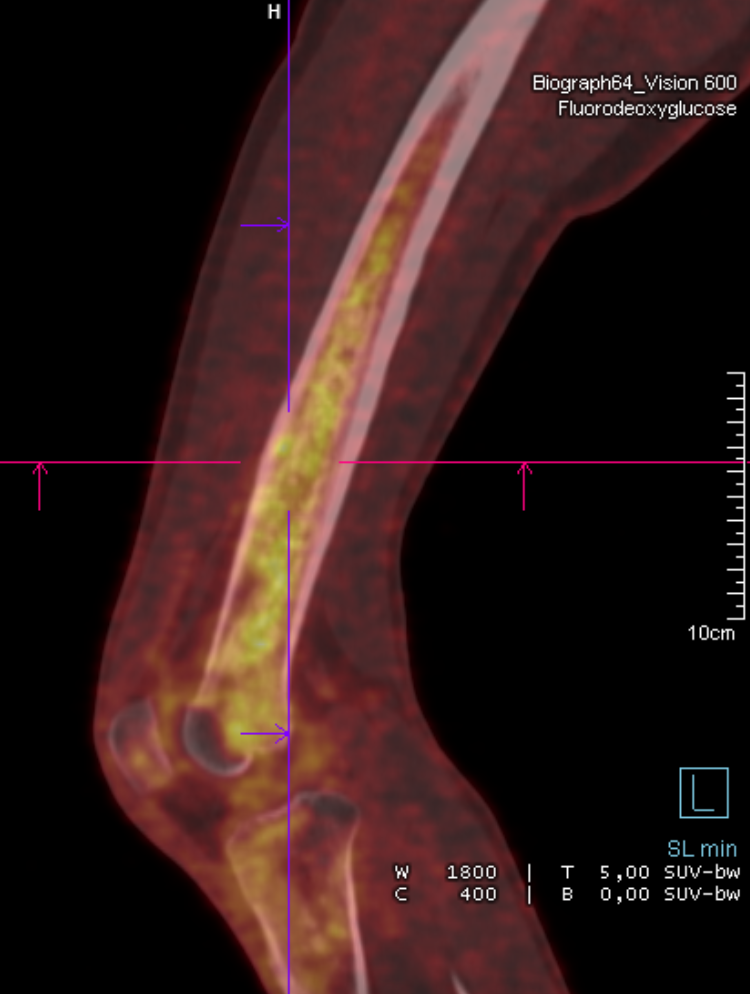 H
Biograph64_Vision 600
Fluorodeoxyglucose
10cm
L
SL min
W 1800 | T 5,00 SUV-bw
C 400 | B 0,00 SUV-bw